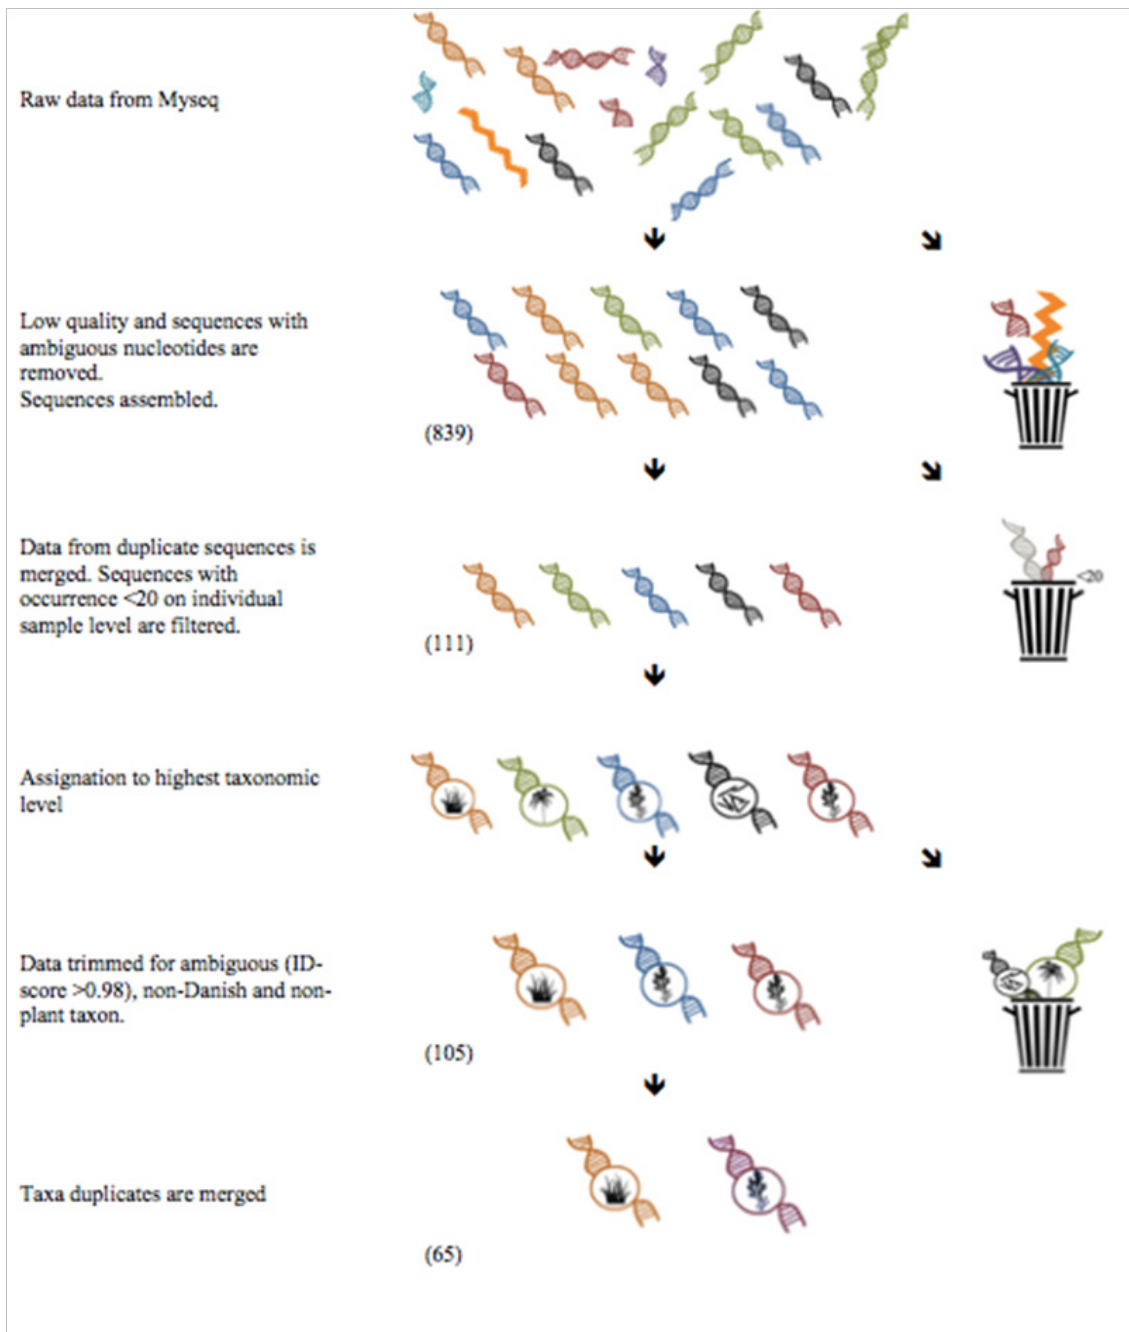 Raw data from Myseq
Low quality and sequences with
ambiguous nucleotides are
removed.
Sequences assembled.
(839)
Data from duplicate sequences is
merged. Sequences with
occurrence <20 on individual
sample level are filtered.
<20
(111)
Assignation to highest taxonomic
level
Data trimmed for ambiguous (ID-
score >0.98), non-Danish and non-
plant taxon.
(105)
Taxa duplicates are merged
(65)